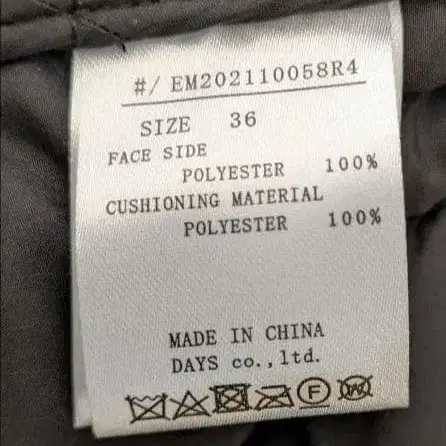 #/ EM202110058R4
SIZE 36
FACE SIDE
POLYESTER 100%
CUSHIONING MATERIAL
POLYESTER 100%
MADE IN CHINA
DAYS co.,ltd.
F W